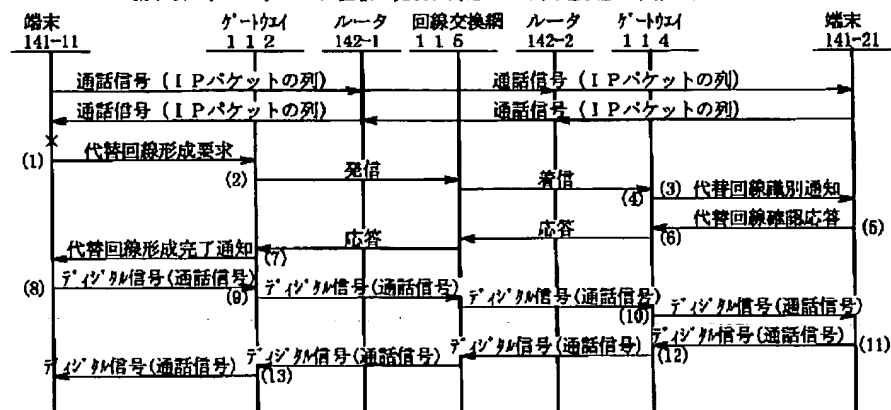 端末 ゲートウエイ ルータ 回線交換網 ルータ ゲートウエイ 端末
141-11 112 142-1 115 142-2 114 141-21
通話信号(IPパケットの列) 通話信号(IPパケットの列)
通話信号(IPパケットの列) 通話信号(IPパケットの列)
×
(1) 代替回線形成要求
(2) 発信 着信 (4) (3) 代替回線識別通知
代替回線確認応答 (5)
応答 応答 (6)
代替回線形成完了通知 (7)
(8) ディジタル信号(通話信号) (9) ディジタル信号(通話信号) ディジタル信号(通話信号) (10) ディジタル信号(通話信号)
ディジタル信号(通話信号) (13) ディジタル信号(通話信号) ディジタル信号(通話信号) (12) ディジタル信号(通話信号) (11)